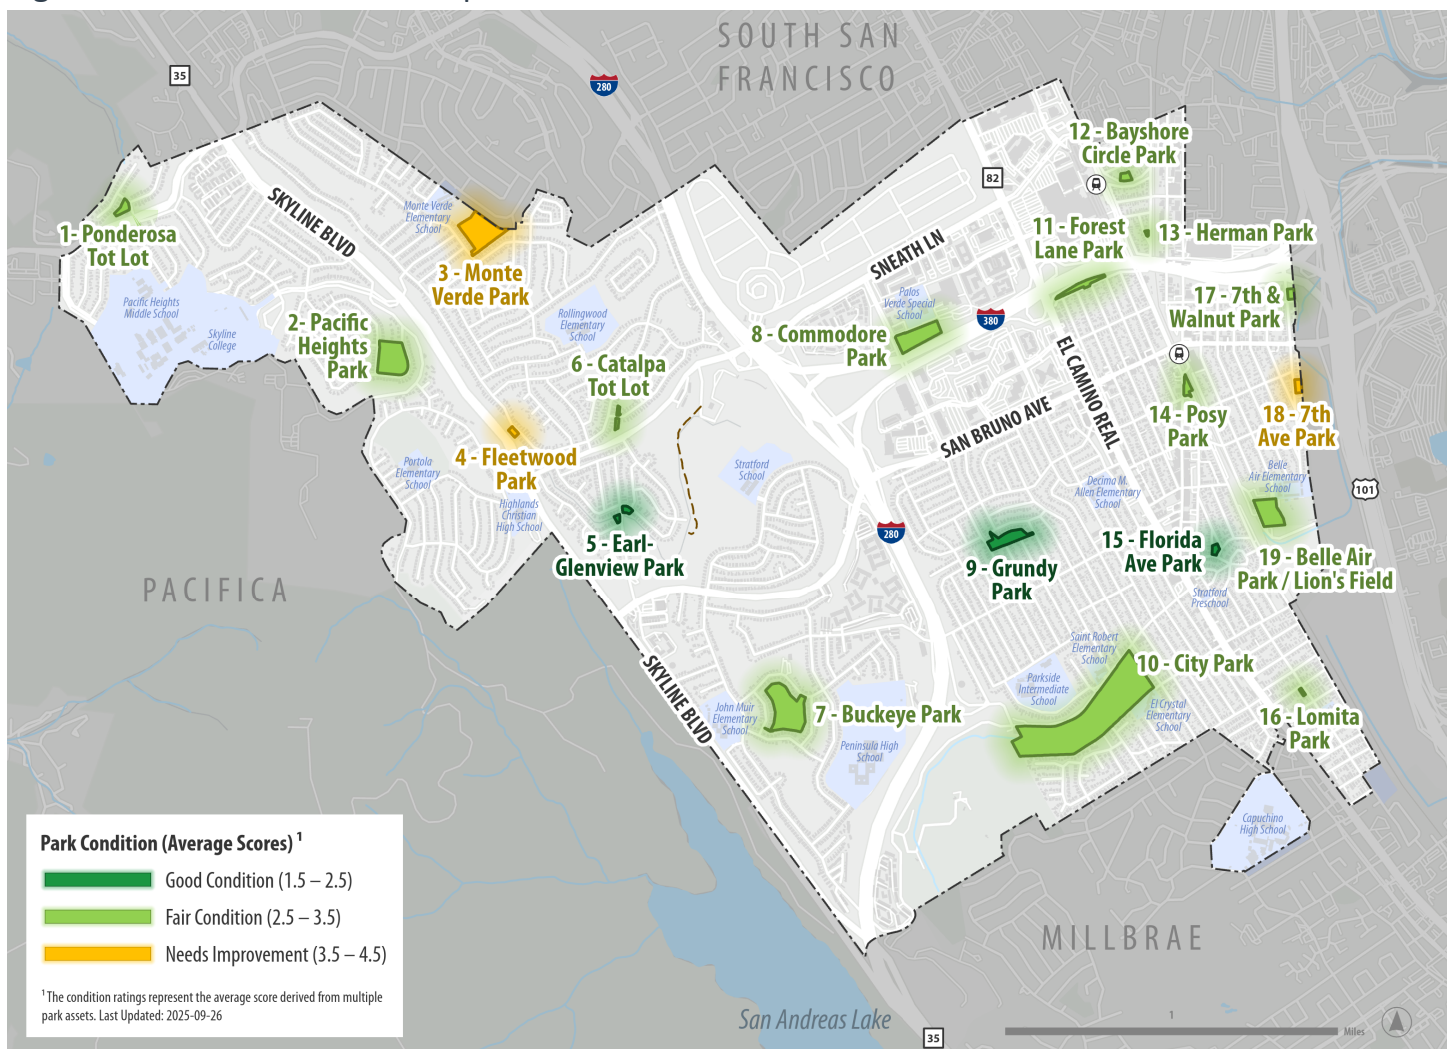 SOUTH SAN
FRANCISCO
35
280
12 - Bayshore
Circle Park
82
SKYLINE BLVD
Monte Verde
Elementary
School
1- Ponderosa
Tot Lot
11 - Forest
Lane Park
13 - Herman Park
SNEATH LN
3 - Monte
Verde Park
Pacific Heights
Middle School
Skyline
College
Rollingwood
Elementary
School
Palos
Verde Special
School
17 - 7th &
Walnut Park
2- Pacific
Heights
Park
8 - Commodore
Park
380
6 - Catalpa
Tot Lot
EL CAMINO REAL
SAN BRUNO AVE
14 - Posy
Park
18 - 7th
Ave Park
4 - Fleetwood
Park
Portola
Elementary
School
Stratford
School
Belle
Air Elementary
School
Decima M.
Allen Elementary
School
101
Highlands
Christian
High School
280
5 - Earl-
Glenview Park
9 - Grundy
Park
15 - Florida
Ave Park
19 - Belle Air
Park / Lion's Field
PACIFICA
Stratford
Preschool
SKYLINE BLVD
Saint Robert
Elementary
School
10 - City Park
Parkside
Intermediate
School
El Crystal
Elementary
School
John Muir
Elementary
School
7 - Buckeye Park
Peninsula High
School
16 - Lomita
Park
Capuchino
High School
Park Condition (Average Scores) 1
Good Condition (1.5 – 2.5)
Fair Condition (2.5 – 3.5)
Needs Improvement (3.5 – 4.5)
1 The condition ratings represent the average score derived from multiple
park assets. Last Updated: 2025-09-26
MILLBRAE
San Andreas Lake
35
1
Miles